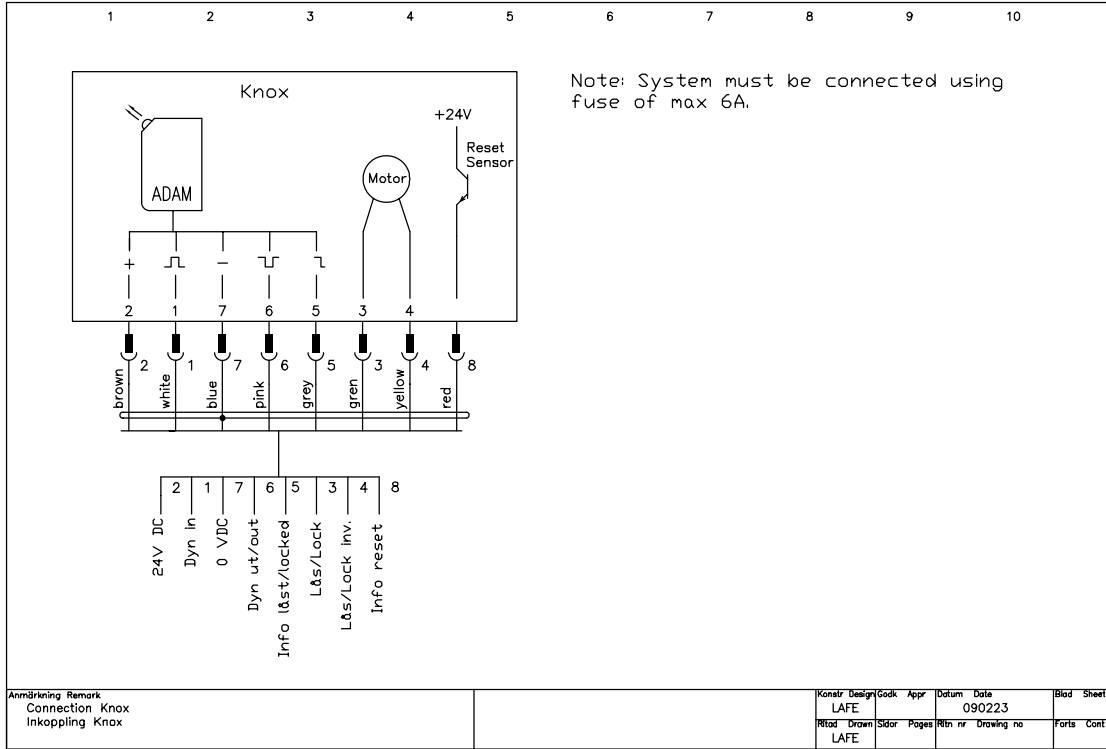 1 2 3 4 5 6 7 8 9 10
Knox
Note: System must be connected using
fuse of max 6A.
+24V
Reset
Sensor
Motor
ADAM
+ −
2 1 7 6 5 3 4
2 1 7 6 5 3 4 8
brown white blue pink grey gren yellow red
2 1 7 6 5 3 4 8
24V DC
Dyn in
0 VDC
Dyn ut/out
Info låst/locked
Lås/Lock
Lås/Lock inv.
Info reset
Anmärkning Remark
Connection Knox
Inkoppling Knox
Konstr Design Godk Appr Datum Date Blad Sheet
LAFE 090223
Ritad Drawn Sidor Pages Ritn nr Drawing no Forts Cont
LAFE